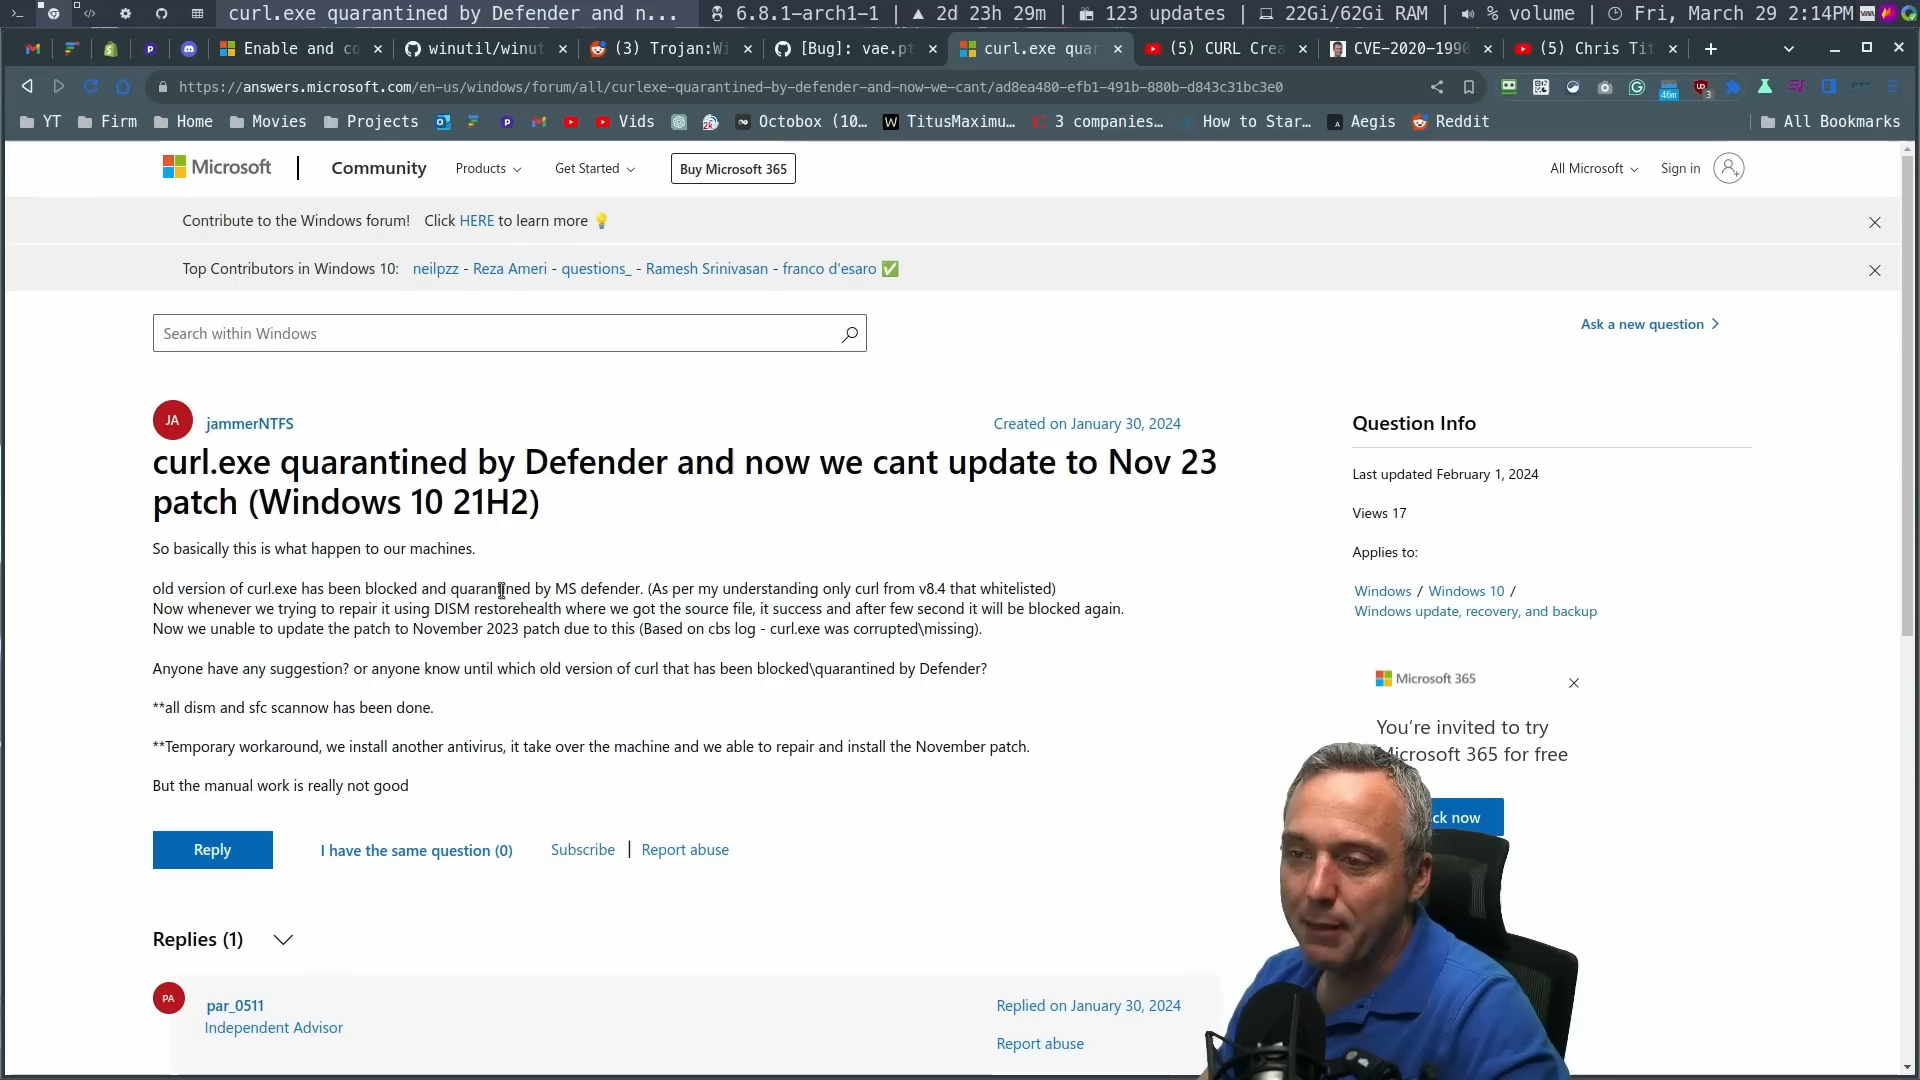 curl.exe quarantined by Defender and n... 6.8.1-arch1-1 | ▲ 2d 23h 29m | 123 updates | 22Gi/62Gi RAM | % volume | Fri, March 29 2:14PM
Enable and co × winutil/winut × (3) Trojan:Wi × [Bug]: vae.pt × curl.exe quar × (5) CURL Crea × CVE-2020-1990 × (5) Chris Tit ×
https://answers.microsoft.com/en-us/windows/forum/all/curlexe-quarantined-by-defender-and-now-we-cant/ad8ea480-efb1-491b-880b-d843c31bc3e0
46m 3
YT Firm Home Movies Projects Vids Octobox (10... TitusMaximu... 3 companies... How to Star... Aegis Reddit All Bookmarks
Microsoft | Community Products Get Started Buy Microsoft 365 All Microsoft Sign in
Contribute to the Windows forum! Click HERE to learn more 💡
Top Contributors in Windows 10: neilpzz - Reza Ameri - questions_ - Ramesh Srinivasan - franco d'esaro ✅
Search within Windows
Ask a new question
JA jammerNTFS Created on January 30, 2024
curl.exe quarantined by Defender and now we cant update to Nov 23
patch (Windows 10 21H2)
So basically this is what happen to our machines.
old version of curl.exe has been blocked and quarantined by MS defender. (As per my understanding only curl from v8.4 that whitelisted)
Now whenever we trying to repair it using DISM restorehealth where we got the source file, it success and after few second it will be blocked again.
Now we unable to update the patch to November 2023 patch due to this (Based on cbs log - curl.exe was corrupted\missing).
Anyone have any suggestion? or anyone know until which old version of curl that has been blocked\quarantined by Defender?
**all dism and sfc scannow has been done.
**Temporary workaround, we install another antivirus, it take over the machine and we able to repair and install the November patch.
But the manual work is really not good
Reply I have the same question (0) Subscribe | Report abuse
Replies (1)
PA par_0511 Replied on January 30, 2024
Independent Advisor
Report abuse
Question Info
Last updated February 1, 2024
Views 17
Applies to:
Windows / Windows 10 /
Windows update, recovery, and backup
Microsoft 365
You're invited to try
Microsoft 365 for free
ck now